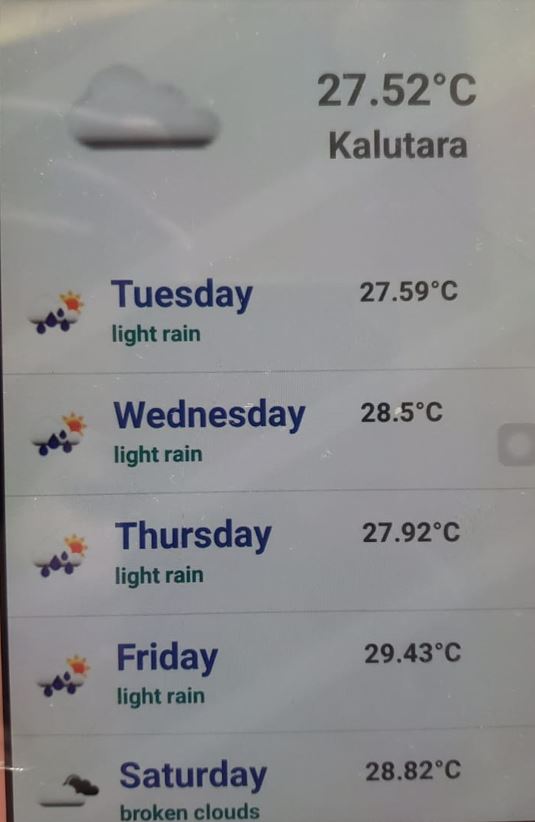 27.52°C
Kalutara
Tuesday 27.59°C
light rain
Wednesday 28.5°C
light rain
Thursday 27.92°C
light rain
Friday 29.43°C
light rain
Saturday 28.82°C
broken clouds